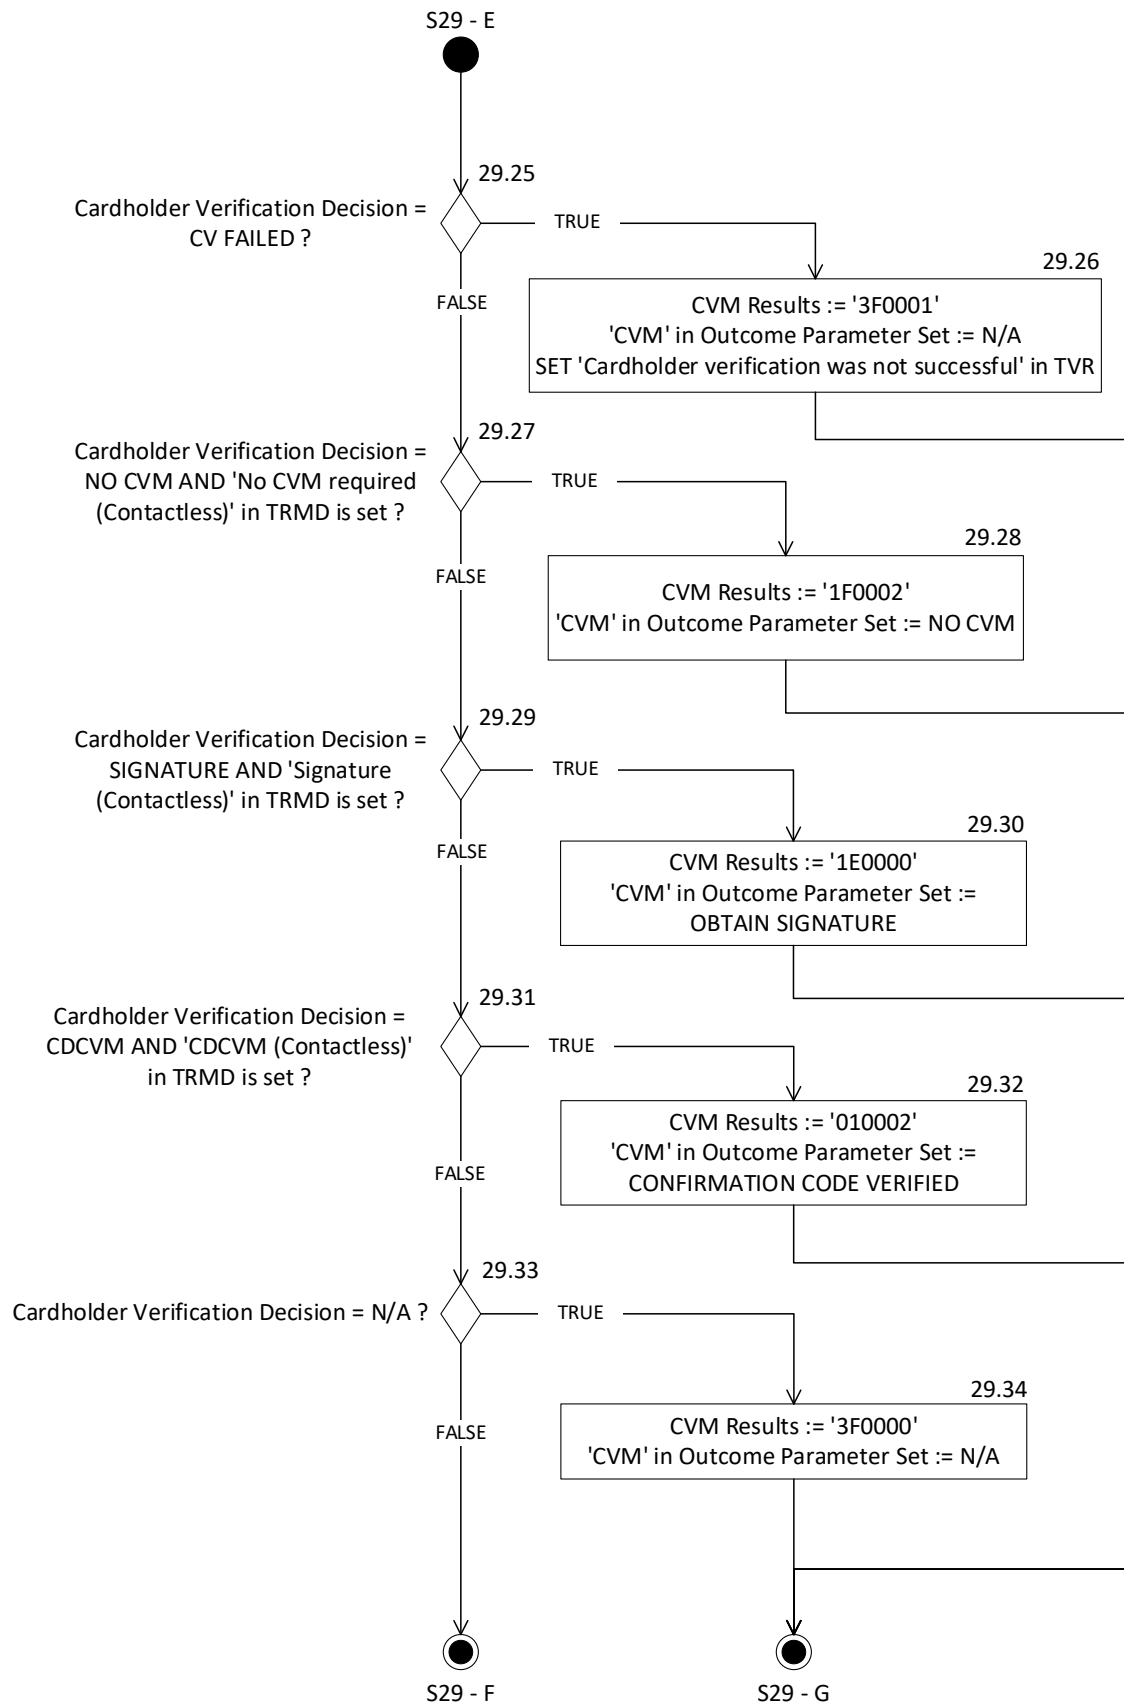 S29 - E
29.25
Cardholder Verification Decision =
CV FAILED ?
TRUE
29.26
FALSE
CVM Results := '3F0001'
'CVM' in Outcome Parameter Set := N/A
SET 'Cardholder verification was not successful' in TVR
29.27
Cardholder Verification Decision =
NO CVM AND 'No CVM required
(Contactless)' in TRMD is set ?
TRUE
29.28
FALSE
CVM Results := '1F0002'
'CVM' in Outcome Parameter Set := NO CVM
29.29
Cardholder Verification Decision =
SIGNATURE AND 'Signature
(Contactless)' in TRMD is set ?
TRUE
29.30
FALSE
CVM Results := '1E0000'
'CVM' in Outcome Parameter Set :=
OBTAIN SIGNATURE
29.31
Cardholder Verification Decision =
CDCVM AND 'CDCVM (Contactless)'
in TRMD is set ?
TRUE
29.32
FALSE
CVM Results := '010002'
'CVM' in Outcome Parameter Set :=
CONFIRMATION CODE VERIFIED
29.33
Cardholder Verification Decision = N/A ?
TRUE
29.34
FALSE
CVM Results := '3F0000'
'CVM' in Outcome Parameter Set := N/A
S29 - F
S29 - G